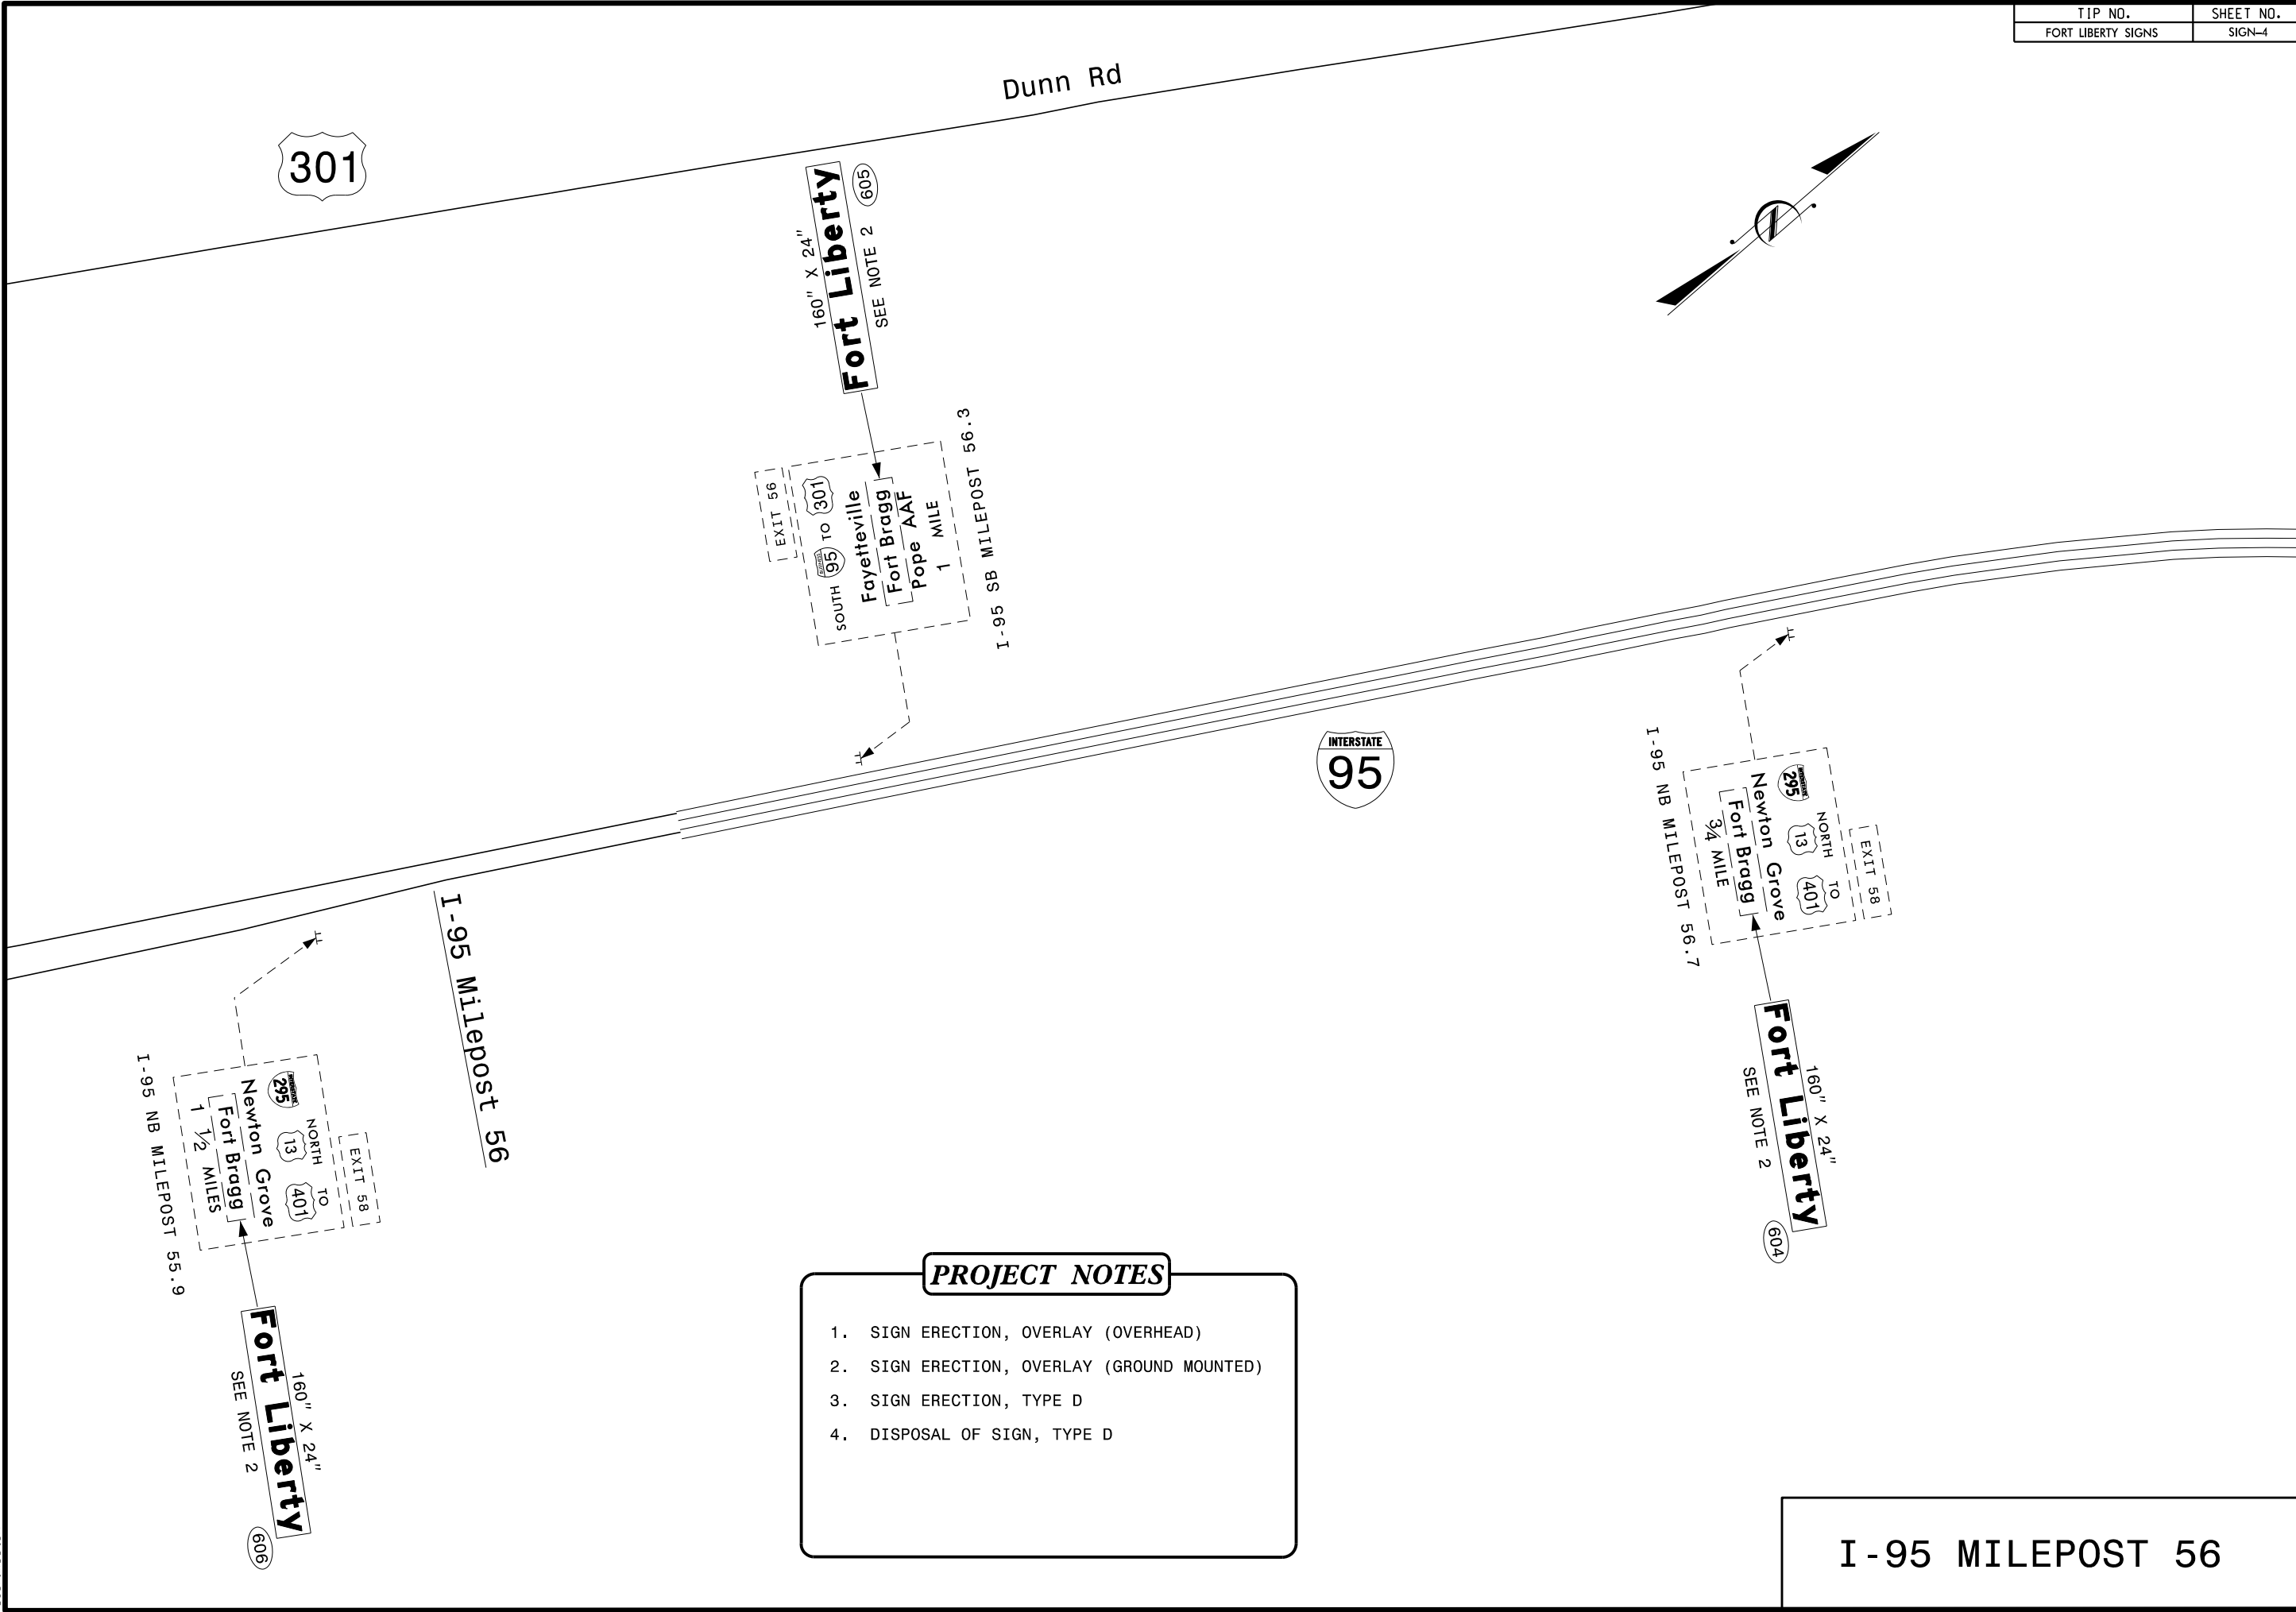 TIP NO.
SHEET NO.
FORT LIBERTY SIGNS
SIGN-4
Dunn Rd
301
605
160" X 24"
Fort Liberty
SEE NOTE 2
EXIT 56
SOUTH 95 TO 301
Fayetteville
Fort Bragg
Pope AAF
1 MILE
I-95 SB MILEPOST 56.3
INTERSTATE
95
EXIT 58
NORTH TO
295 13 401
Newton Grove
Fort Bragg
3/4 MILE
I-95 NB MILEPOST 56.7
160" X 24"
Fort Liberty
SEE NOTE 2
604
I-95 Milepost 56
EXIT 58
NORTH TO
295 13 401
Newton Grove
Fort Bragg
1 1/2 MILES
I-95 NB MILEPOST 55.9
160" X 24"
Fort Liberty
SEE NOTE 2
606
PROJECT NOTES
1. SIGN ERECTION, OVERLAY (OVERHEAD)
2. SIGN ERECTION, OVERLAY (GROUND MOUNTED)
3. SIGN ERECTION, TYPE D
4. DISPOSAL OF SIGN, TYPE D
I-95 MILEPOST 56